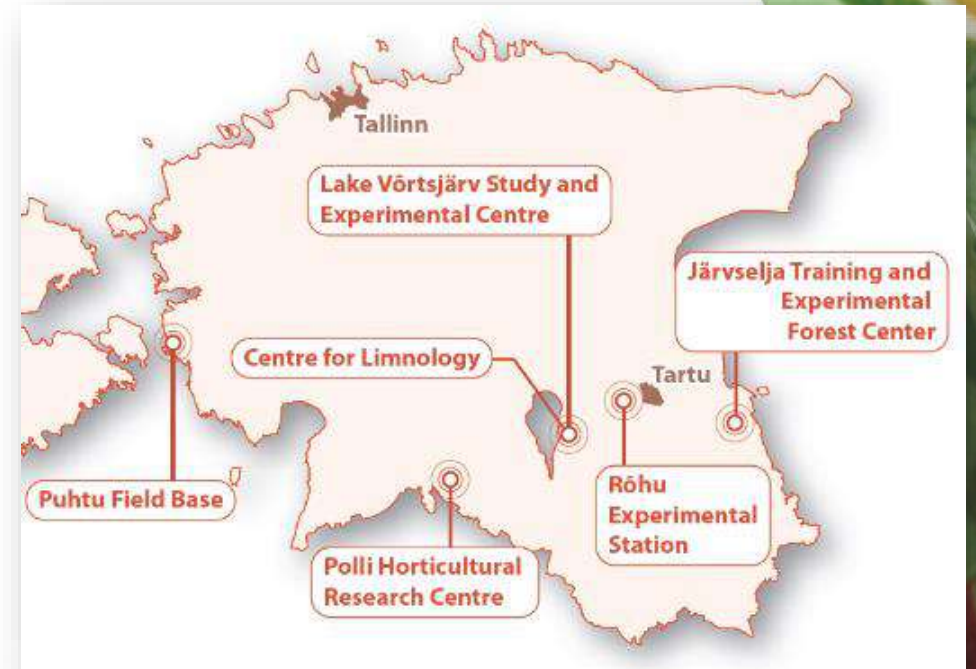 Tallinn
Lake Võrtsjärv Study and
Experimental Centre
Järvselja Training and
Experimental
Forest Center
Centre for Limnology
Tartu
Puhtu Field Base
Rõhu
Experimental
Station
Polli Horticultural
Research Centre